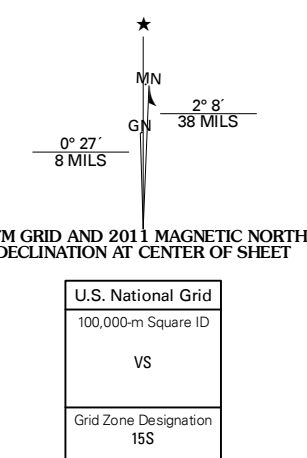 ★
MN
GN
2° 8´
38 MILS
0° 27´
8 MILS
TM GRID AND 2011 MAGNETIC NORTH
DECLINATION AT CENTER OF SHEET
U.S. National Grid
100,000-m Square ID
VS
Grid Zone Designation
15S